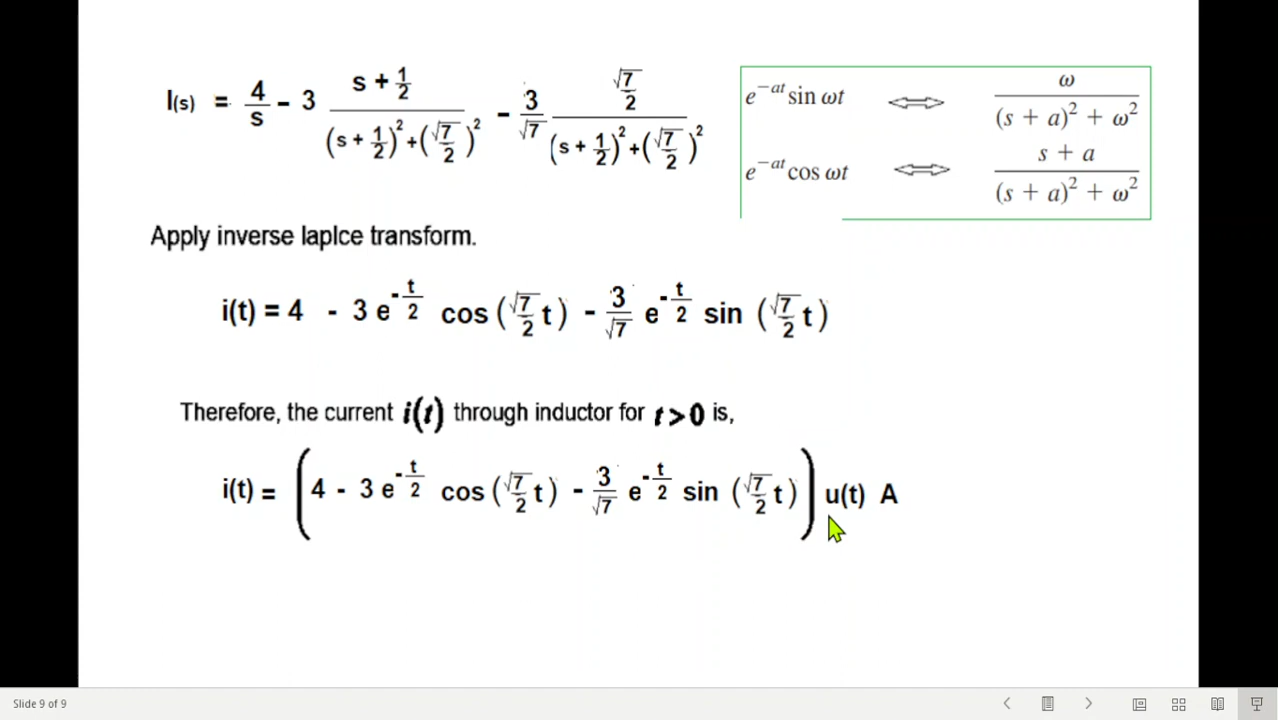 I(s) = 4/s - 3 (s + 1/2)/((s + 1/2)² + (√7/2)²) - 3/√7 (√7/2)/((s + 1/2)² + (√7/2)²)
e^(-at) sin ωt ⇔ ω/((s + a)² + ω²)
e^(-at) cos ωt ⇔ (s + a)/((s + a)² + ω²)
Apply inverse laplce transform.
i(t) = 4 - 3 e^(-t/2) cos (√7/2 t) - 3/√7 e^(-t/2) sin (√7/2 t)
Therefore, the current i(t) through inductor for t>0 is,
i(t) = (4 - 3 e^(-t/2) cos (√7/2 t) - 3/√7 e^(-t/2) sin (√7/2 t)) u(t) A
Slide 9 of 9